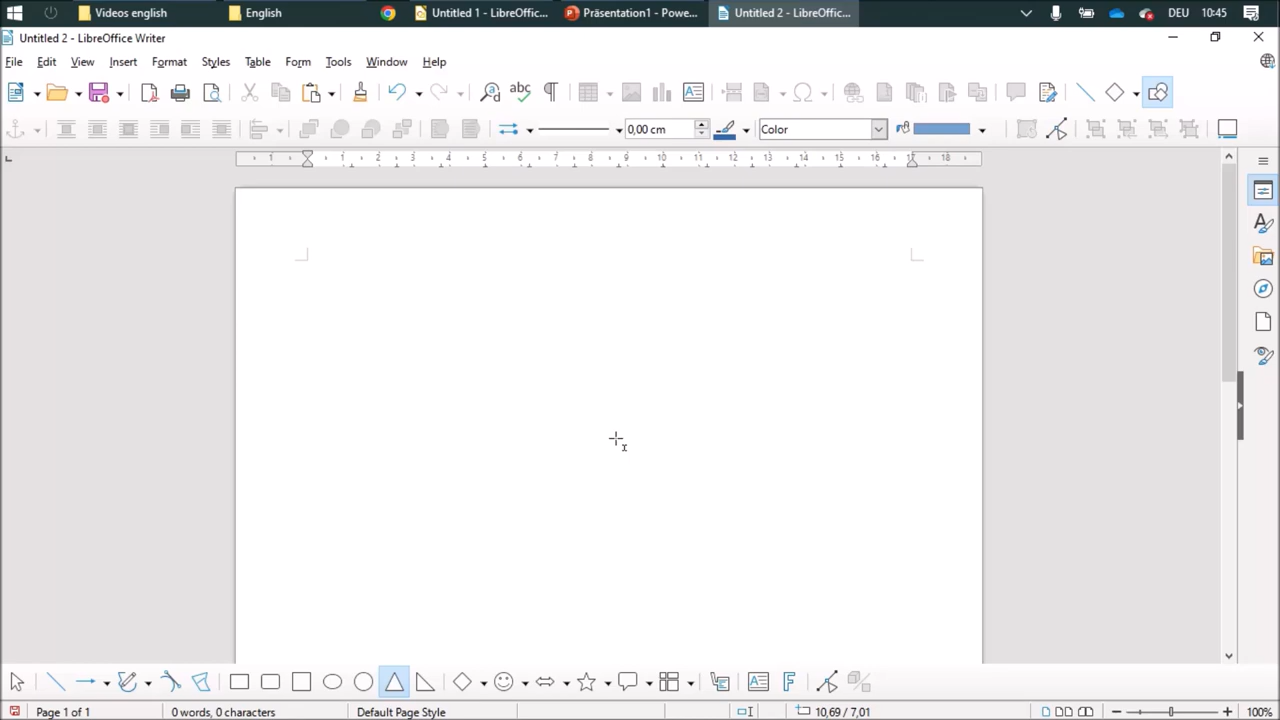 Videos english English Untitled 1 - LibreOffic... Präsentation1 - Powe... Untitled 2 - LibreOffic... DEU 10:45
Untitled 2 - LibreOffice Writer
File Edit View Insert Format Styles Table Form Tools Window Help
0,00 cm Color
1 1 2 3 4 5 6 7 8 9 10 11 12 13 14 15 16 17 18
Page 1 of 1 0 words, 0 characters Default Page Style 10,69 / 7,01 100%